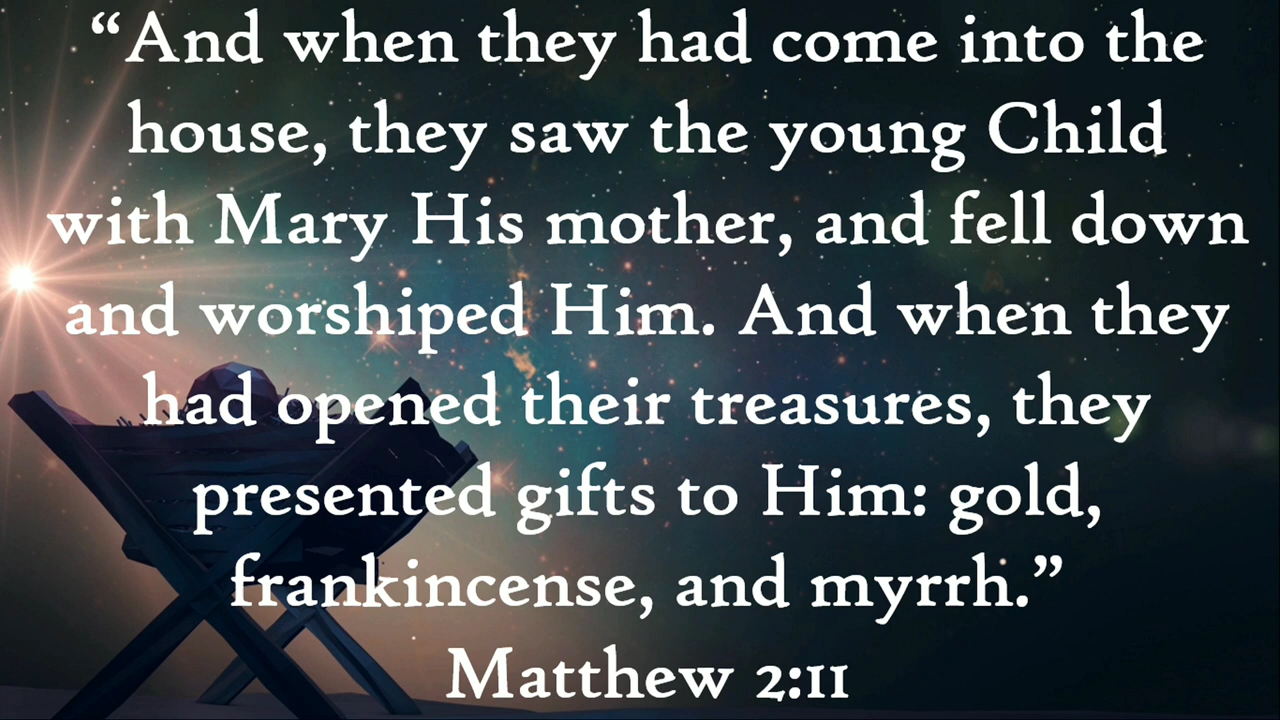 “And when they had come into the
house, they saw the young Child
with Mary His mother, and fell down
and worshiped Him. And when they
had opened their treasures, they
presented gifts to Him: gold,
frankincense, and myrrh.”
Matthew 2:11